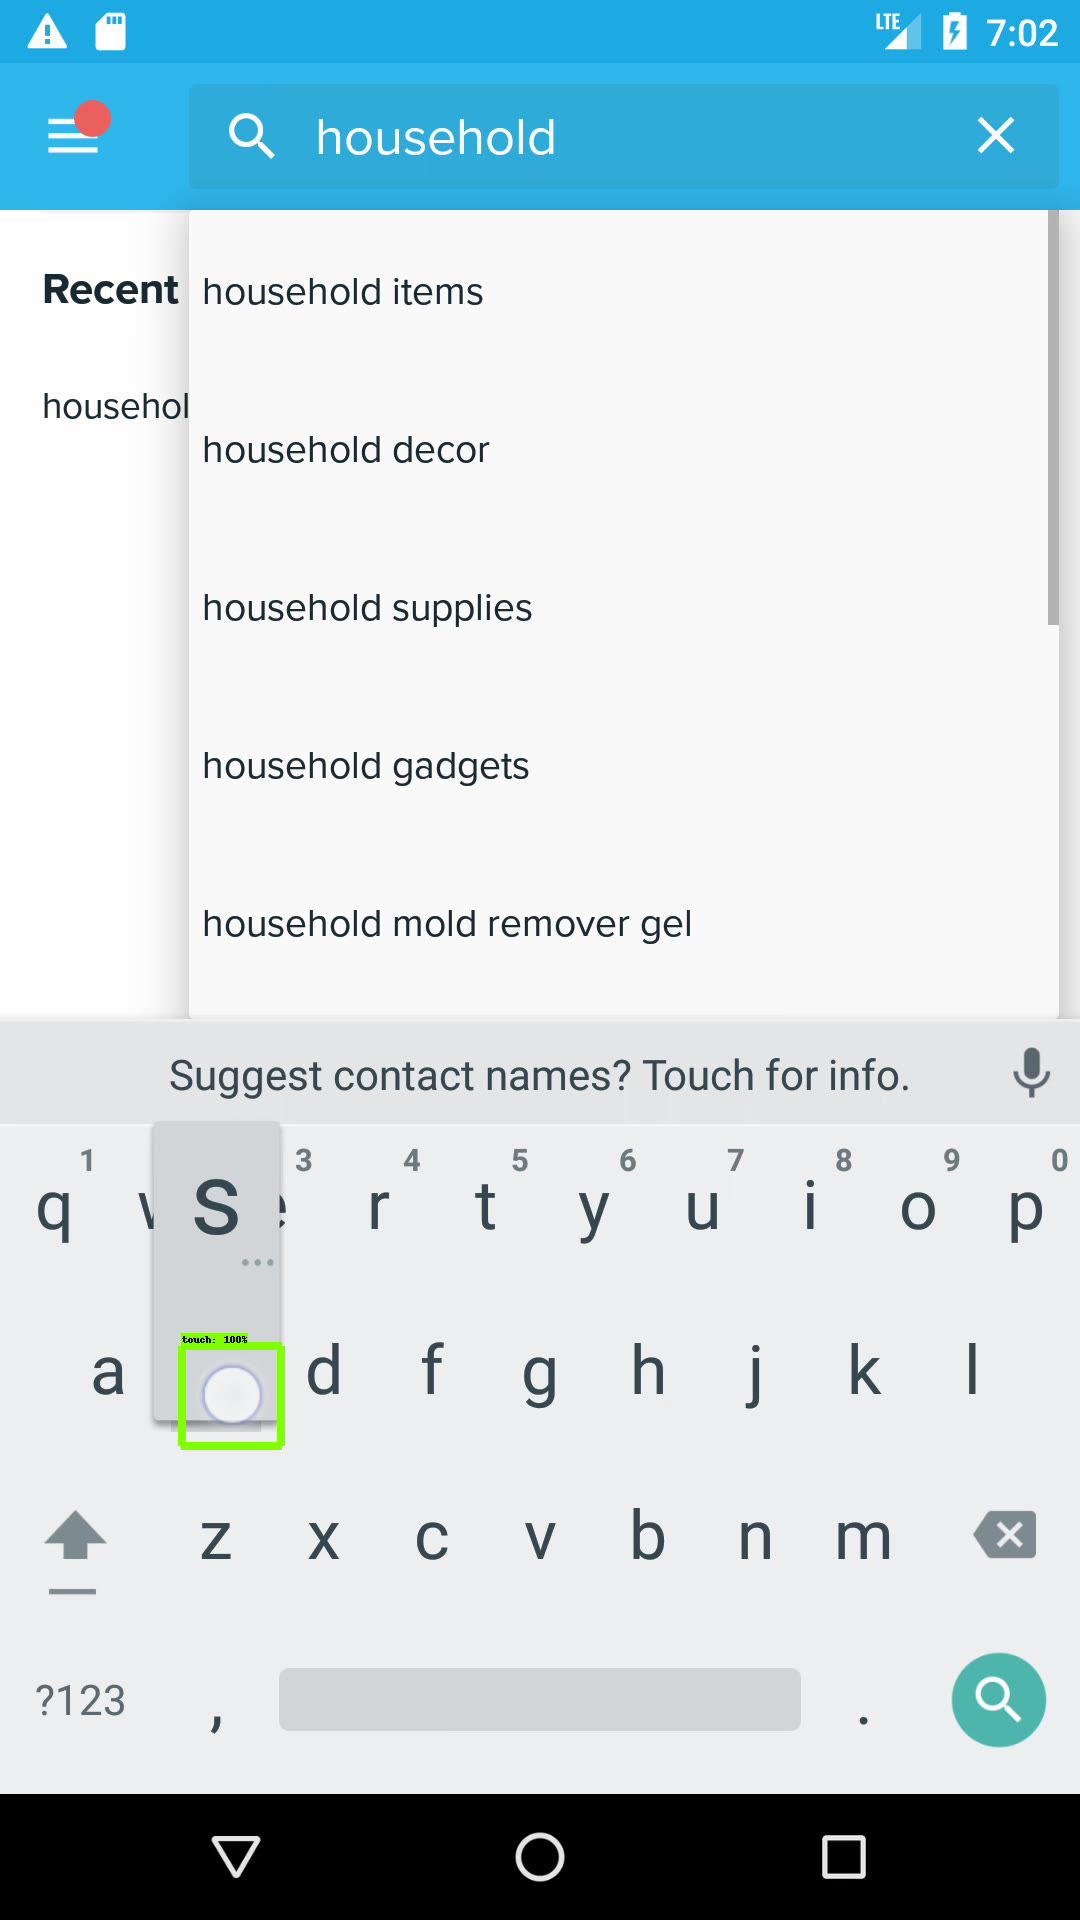 LTE 7:02
household
Recent
househol
household items
household decor
household supplies
household gadgets
household mold remover gel
Suggest contact names? Touch for info.
1 3 4 5 6 7 8 9 0
q w s e r t y u i o p
touch: 100%
a d f g h j k l
z x c v b n m
?123 , .